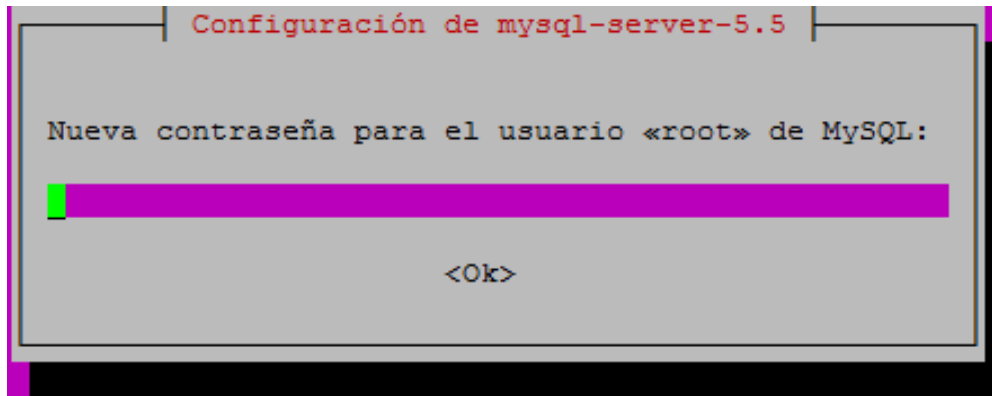 Configuración de mysql-server-5.5
Nueva contraseña para el usuario «root» de MySQL:
<Ok>